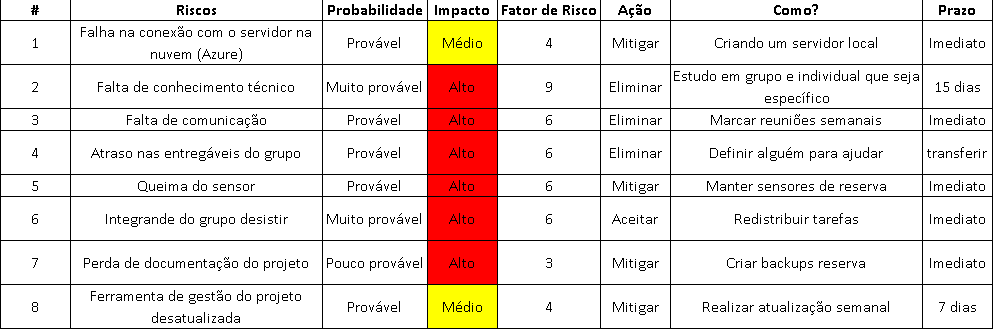 # Riscos Probabilidade Impacto Fator de Risco Ação Como? Prazo
1 Falha na conexão com o servidor na nuvem (Azure) Provável Médio 4 Mitigar Criando um servidor local Imediato
2 Falta de conhecimento técnico Muito provável Alto 9 Eliminar Estudo em grupo e individual que seja específico 15 dias
3 Falta de comunicação Provável Alto 6 Eliminar Marcar reuniões semanais Imediato
4 Atraso nas entregáveis do grupo Provável Alto 6 Eliminar Definir alguém para ajudar transferir
5 Queima do sensor Provável Alto 6 Mitigar Manter sensores de reserva Imediato
6 Integrande do grupo desistir Muito provável Alto 6 Aceitar Redistribuir tarefas Imediato
7 Perda de documentação do projeto Pouco provável Alto 3 Mitigar Criar backups reserva Imediato
8 Ferramenta de gestão do projeto desatualizada Provável Médio 4 Mitigar Realizar atualização semanal 7 dias